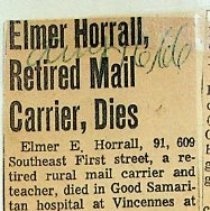 Elmer Horrall,
Retired Mail
Carrier, Dies
Elmer E. Horrall, 91, 609
Southeast First street, a re-
tired rural mail carrier and
teacher, died in Good Samari-
tan hospital at Vincennes at